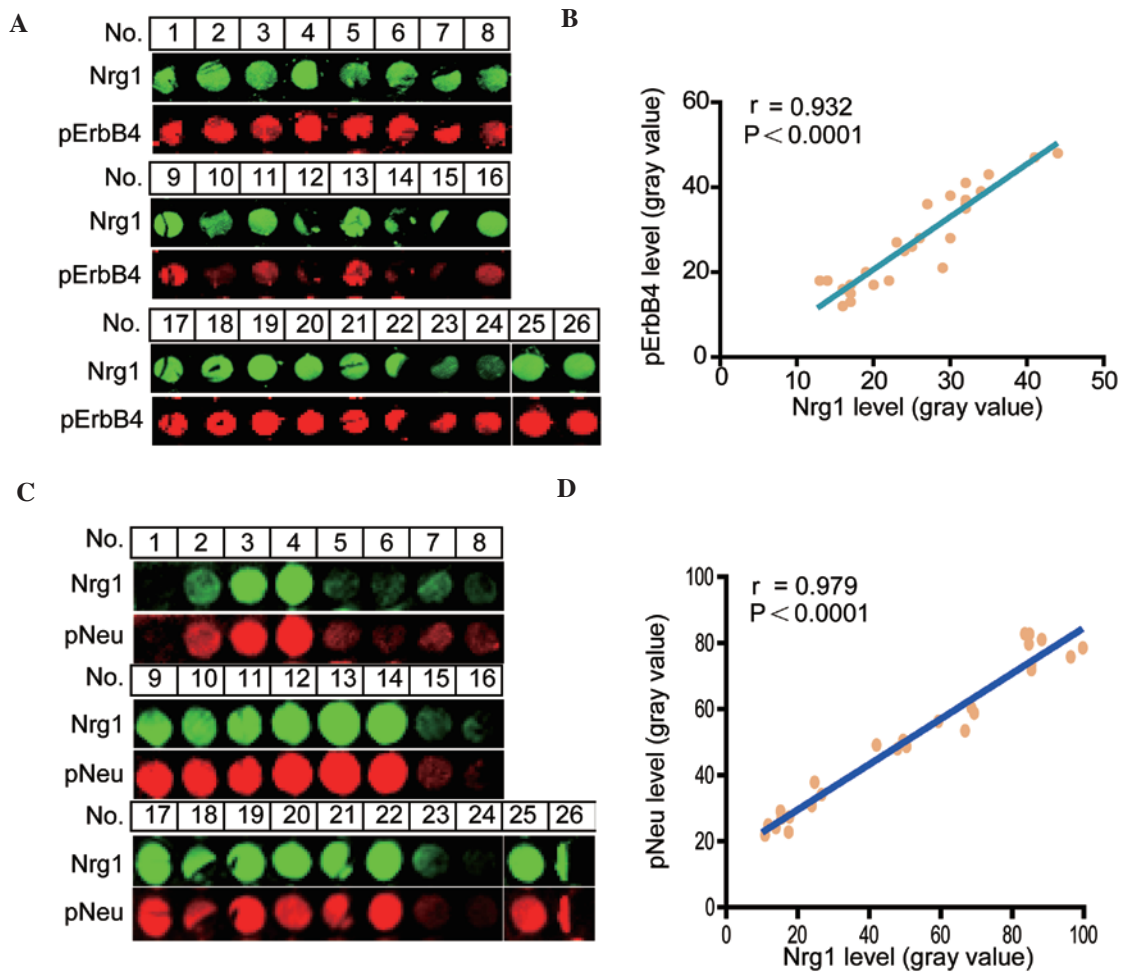 A
No. 1 2 3 4 5 6 7 8
Nrg1
pErbB4
No. 9 10 11 12 13 14 15 16
Nrg1
pErbB4
No. 17 18 19 20 21 22 23 24 25 26
Nrg1
pErbB4
B
r = 0.932
P < 0.0001
pErbB4 level (gray value)
60
40
20
0
0 10 20 30 40 50
Nrg1 level (gray value)
C
No. 1 2 3 4 5 6 7 8
Nrg1
pNeu
No. 9 10 11 12 13 14 15 16
Nrg1
pNeu
No. 17 18 19 20 21 22 23 24 25 26
Nrg1
pNeu
D
r = 0.979
P < 0.0001
pNeu level (gray value)
100
80
60
40
20
0
0 20 40 60 80 100
Nrg1 level (gray value)